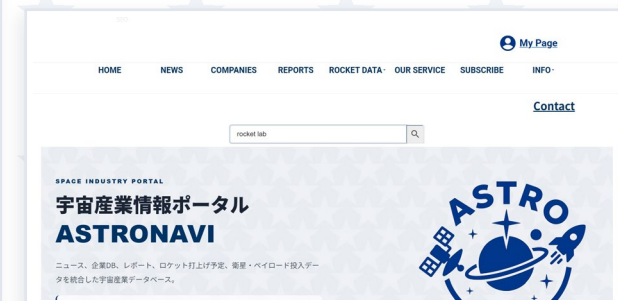 My Page
HOME NEWS COMPANIES REPORTS ROCKET DATA OUR SERVICE SUBSCRIBE INFO
Contact
rocket lab
SPACE INDUSTRY PORTAL
宇宙産業情報ポータル
ASTRONAVI
ASTRO
ニュース、企業DB、レポート、ロケット打上げ予定、衛星・ペイロード投入デー
タを統合した宇宙産業データベース。